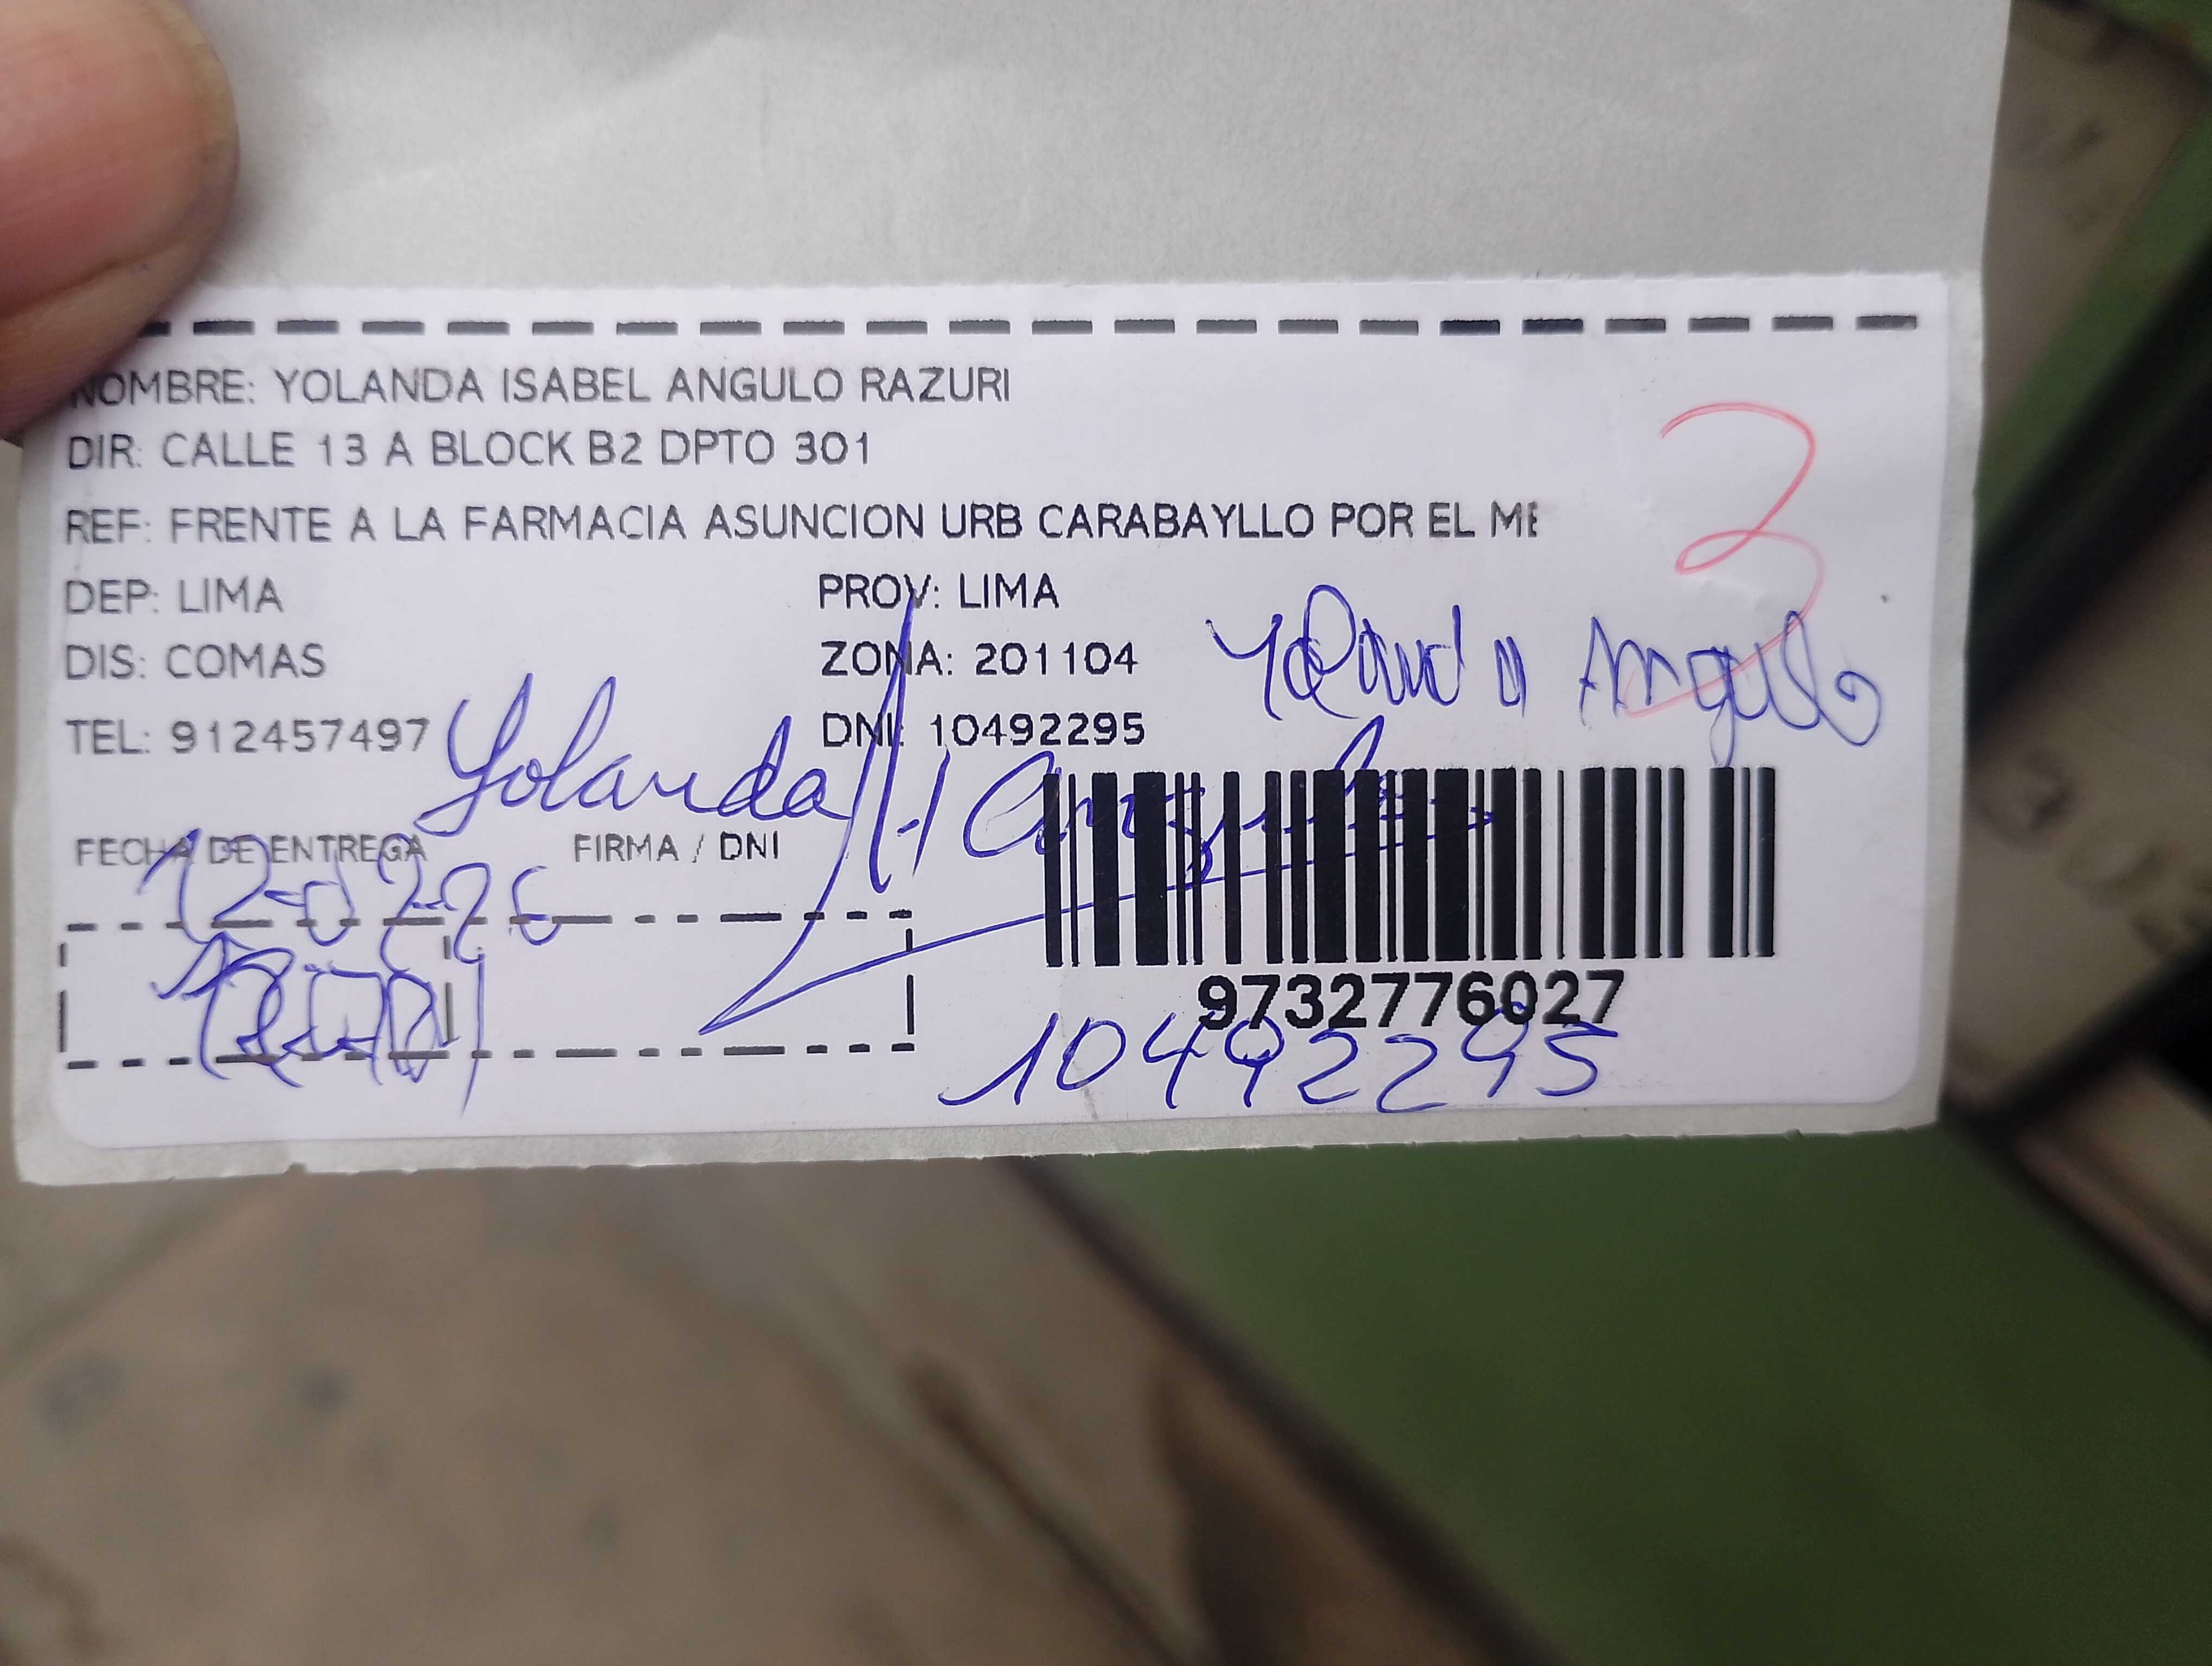 NOMBRE: YOLANDA ISABEL ANGULO RAZURI
DIR: CALLE 13 A BLOCK B2 DPTO 301
REF: FRENTE A LA FARMACIA ASUNCION URB CARABAYLLO POR EL ME
DEP: LIMA PROV: LIMA
DIS: COMAS ZONA: 201104
Yolanda Angulo
TEL: 912457497 DNI: 10492295
Yolanda Angulo
FECHA DE ENTREGA FIRMA / DNI
9732776027
10492295